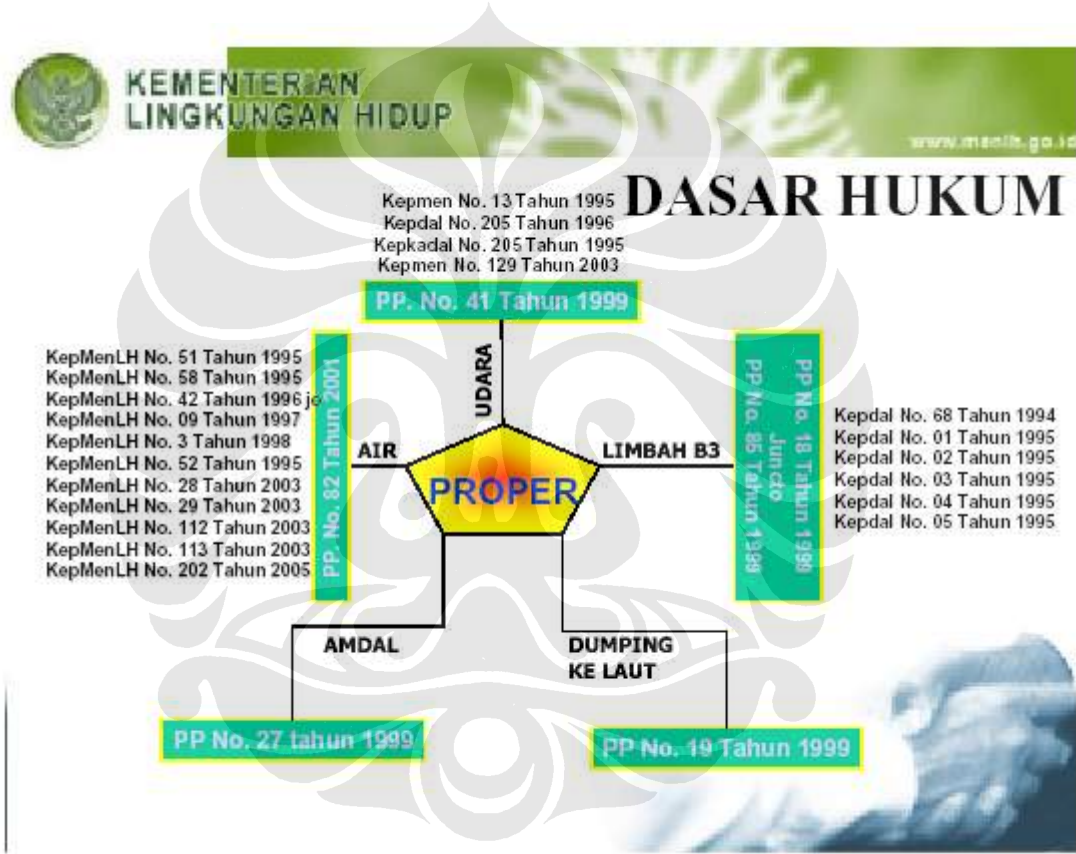 KEMENTERIAN
LINGKUNGAN HIDUP
www.menlh.go.id
DASAR HUKUM
Kepmen No. 13 Tahun 1995
Kepdal No. 205 Tahun 1996
Kepkadal No. 205 Tahun 1995
Kepmen No. 129 Tahun 2003
PP. No. 41 Tahun 1999
UDARA
KepMenLH No. 51 Tahun 1995
KepMenLH No. 58 Tahun 1995
KepMenLH No. 42 Tahun 1996 jo
KepMenLH No. 09 Tahun 1997
KepMenLH No. 3 Tahun 1998
KepMenLH No. 52 Tahun 1995
KepMenLH No. 28 Tahun 2003
KepMenLH No. 29 Tahun 2003
KepMenLH No. 112 Tahun 2003
KepMenLH No. 113 Tahun 2003
KepMenLH No. 202 Tahun 2005
PP. No. 82 Tahun 2001
AIR
PROPER
LIMBAH B3
PP No. 18 Tahun 1999
Juncto
PP No. 85 Tahun 1999
Kepdal No. 68 Tahun 1994
Kepdal No. 01 Tahun 1995
Kepdal No. 02 Tahun 1995
Kepdal No. 03 Tahun 1995
Kepdal No. 04 Tahun 1995
Kepdal No. 05 Tahun 1995
AMDAL
PP No. 27 tahun 1999
DUMPING
KE LAUT
PP No. 19 Tahun 1999